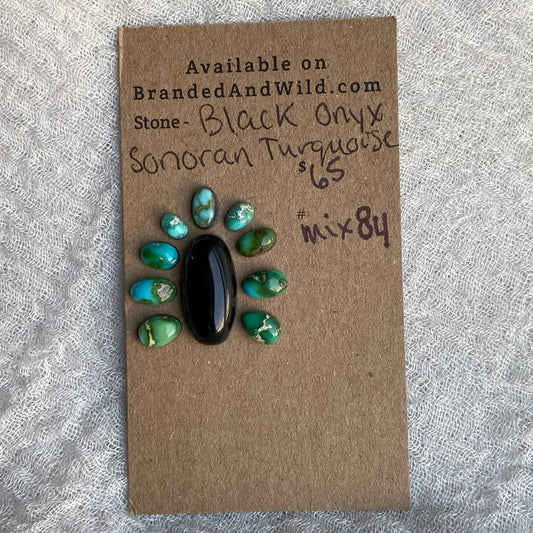 Available on
BrandedAndWild.com
Stone - Black Onyx
Sonoran Turquoise
$65
#mix84